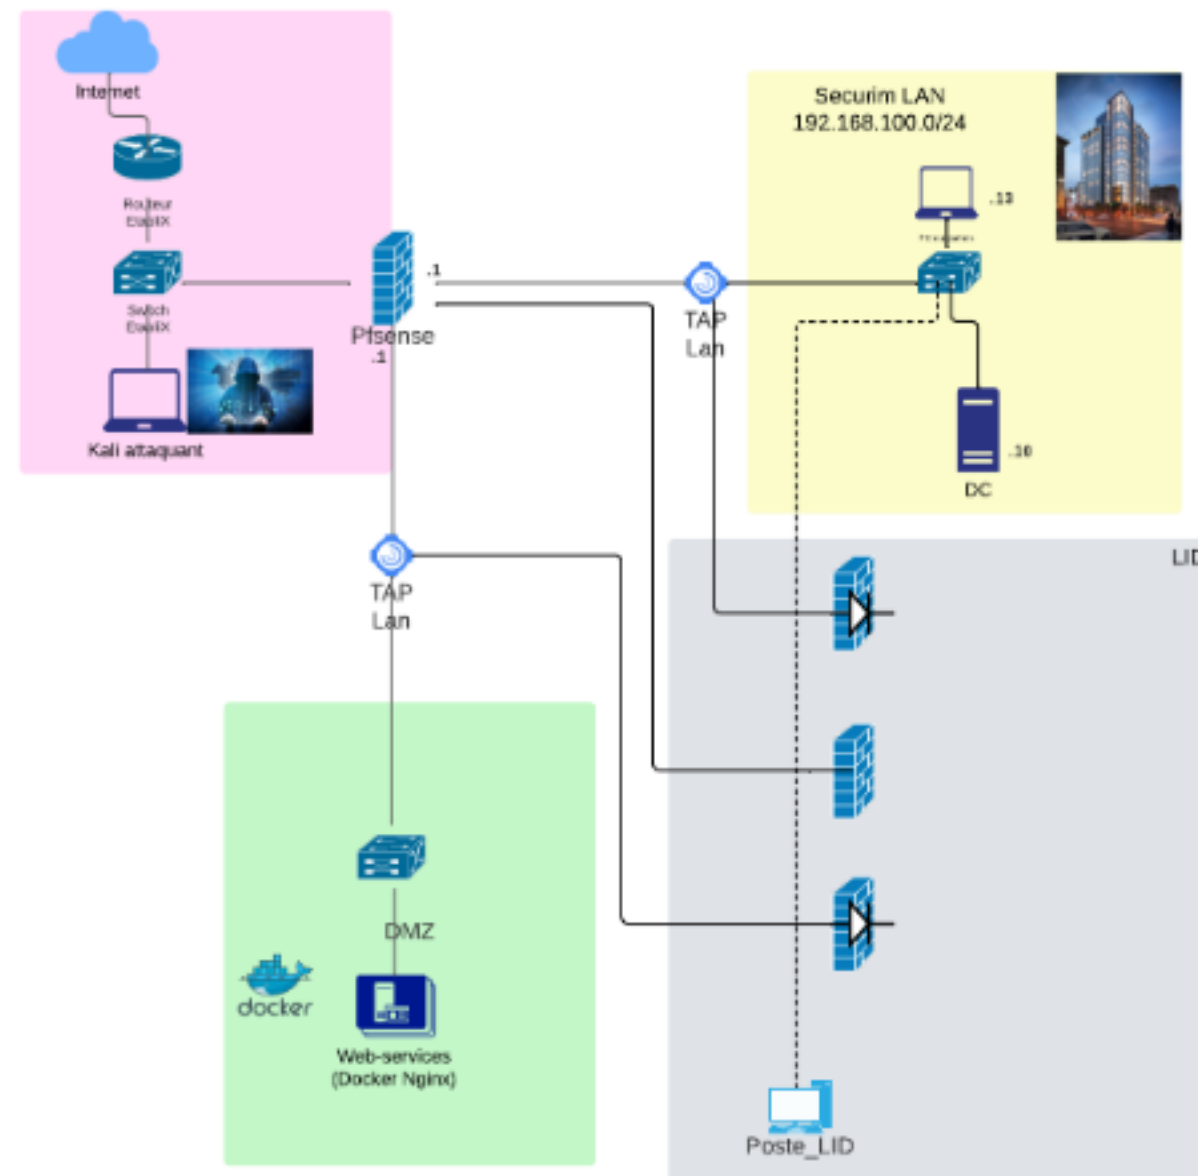 Internet
Routeur
Switch
Kali attaquant
.1
Pfsense
.1
TAP
Lan
Securim LAN
192.168.100.0/24
.13
.10
DC
TAP
Lan
LID
DMZ
docker
Web-services
(Docker Nginx)
Poste_LID